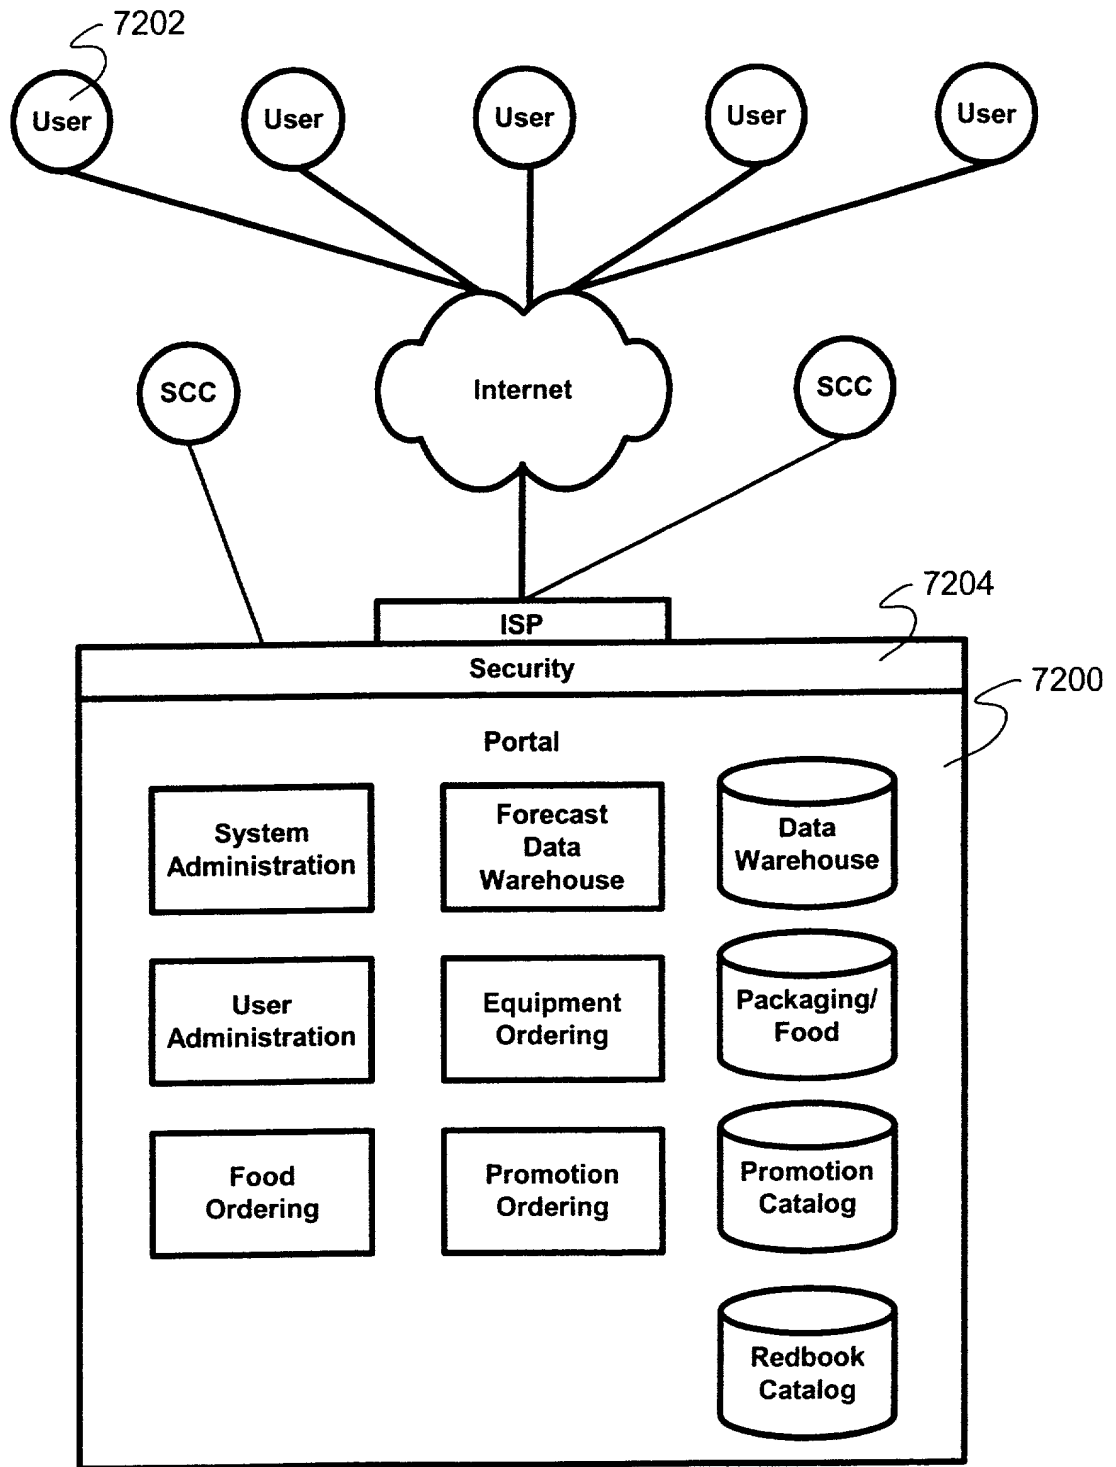 7202
User
User
User
User
User
SCC
Internet
SCC
7204
ISP
Security
7200
Portal
System
Administration
Forecast
Data
Warehouse
Data
Warehouse
User
Administration
Equipment
Ordering
Packaging/
Food
Food
Ordering
Promotion
Ordering
Promotion
Catalog
Redbook
Catalog